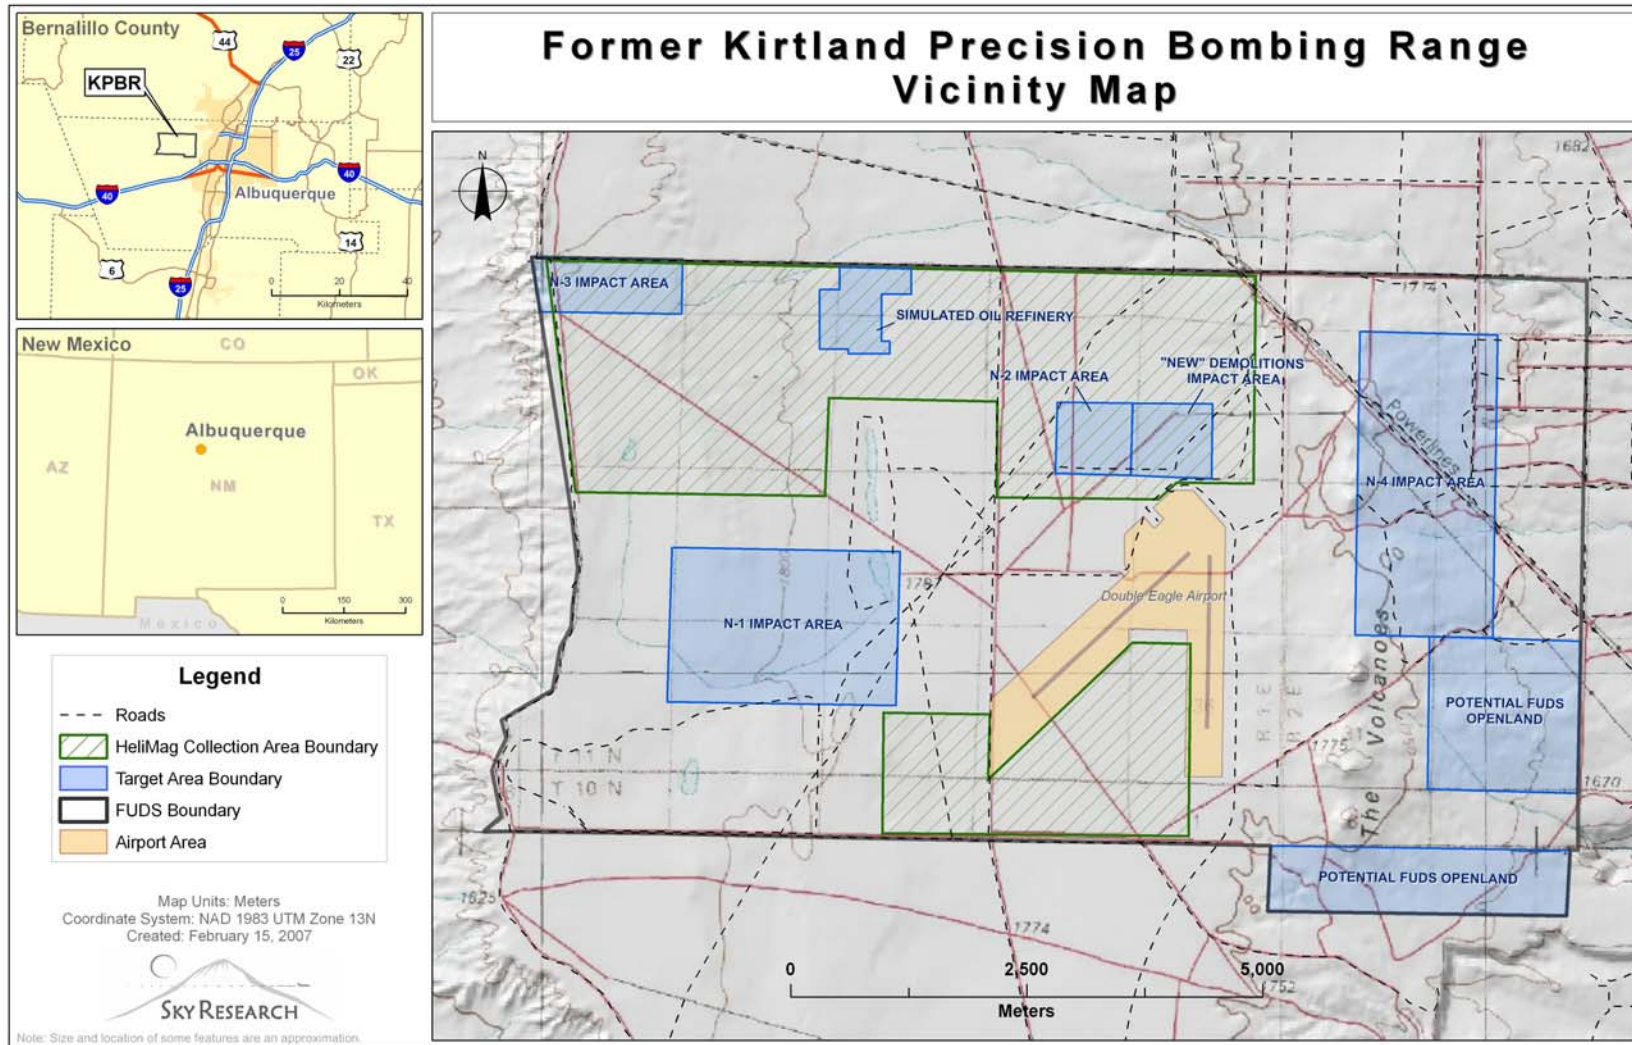 Former Kirtland Precision Bombing Range
Vicinity Map
Bernalillo County
KPBR
44
25
22
40
40
Albuquerque
14
6
25
0 20 40
Kilometers
New Mexico
CO
OK
Albuquerque
AZ
NM
TX
Mexico
0 150 300
Kilometers
Legend
Roads
HeliMag Collection Area Boundary
Target Area Boundary
FUDS Boundary
Airport Area
Map Units: Meters
Coordinate System: NAD 1983 UTM Zone 13N
Created: February 15, 2007
SKY RESEARCH
Note: Size and location of some features are an approximation.
N
1682
N-3 IMPACT AREA
1774
SIMULATED OIL REFINERY
N-2 IMPACT AREA
"NEW" DEMOLITIONS
IMPACT AREA
Powerlines
N-4 IMPACT AREA
1800
1787
Double Eagle Airport
N-1 IMPACT AREA
R 1 E
R 2 E
The Volcanoes
POTENTIAL FUDS
OPENLAND
1775
31
T 11 N
T 10 N
1670
POTENTIAL FUDS OPENLAND
1825
1774
0 2,500 5,000
1752
Meters